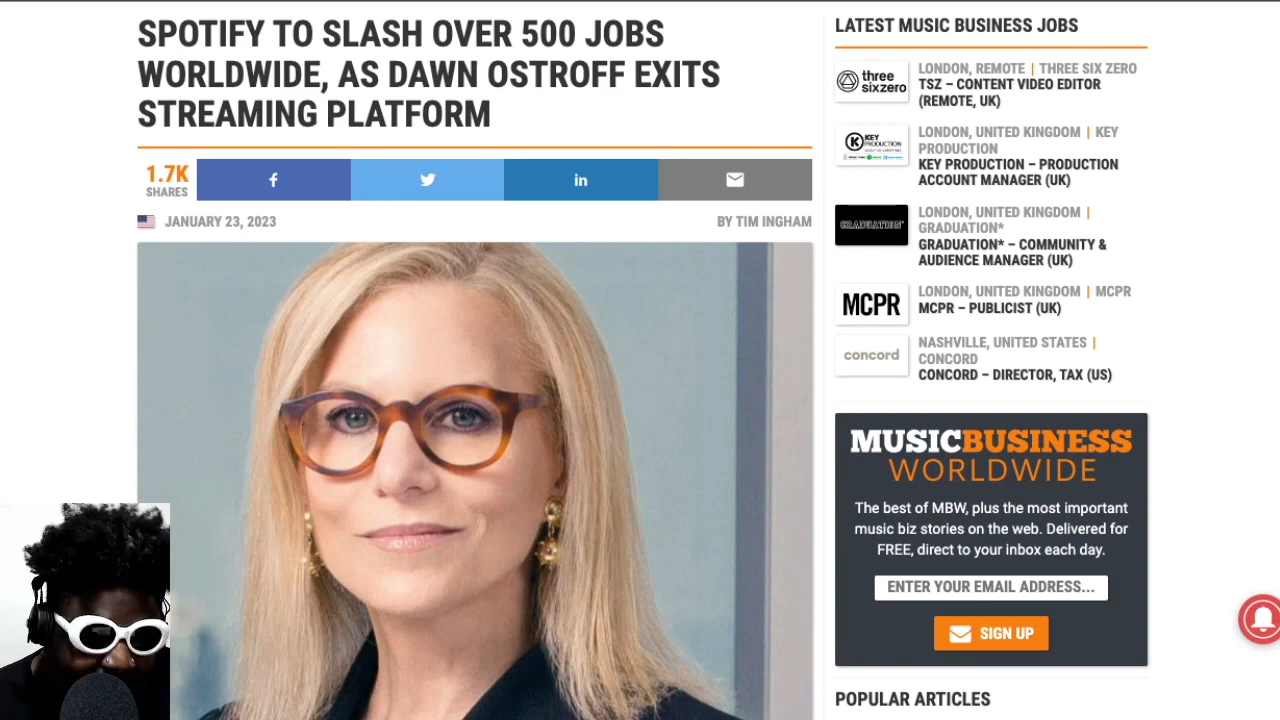 SPOTIFY TO SLASH OVER 500 JOBS
WORLDWIDE, AS DAWN OSTROFF EXITS
STREAMING PLATFORM
1.7K
SHARES
f
in
JANUARY 23, 2023
BY TIM INGHAM
LATEST MUSIC BUSINESS JOBS
three
sixzero
LONDON, REMOTE | THREE SIX ZERO
TSZ – CONTENT VIDEO EDITOR
(REMOTE, UK)
K KEY
PRODUCTION
LONDON, UNITED KINGDOM | KEY
PRODUCTION
KEY PRODUCTION – PRODUCTION
ACCOUNT MANAGER (UK)
GRADUATION*
LONDON, UNITED KINGDOM |
GRADUATION*
GRADUATION* – COMMUNITY &
AUDIENCE MANAGER (UK)
MCPR
LONDON, UNITED KINGDOM | MCPR
MCPR – PUBLICIST (UK)
concord
NASHVILLE, UNITED STATES |
CONCORD
CONCORD – DIRECTOR, TAX (US)
MUSICBUSINESS
WORLDWIDE
The best of MBW, plus the most important
music biz stories on the web. Delivered for
FREE, direct to your inbox each day.
ENTER YOUR EMAIL ADDRESS...
SIGN UP
POPULAR ARTICLES